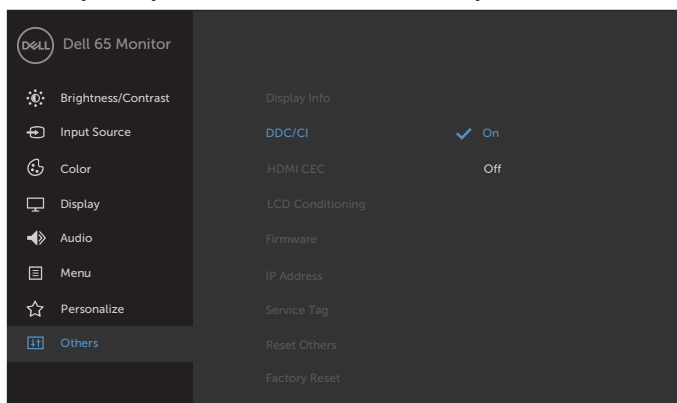 DELL Dell 65 Monitor
Brightness/Contrast Display Info
Input Source DDC/CI On
Color HDMI CEC Off
Display LCD Conditioning
Audio Firmware
Menu IP Address
Personalize Service Tag
Others Reset Others
Factory Reset